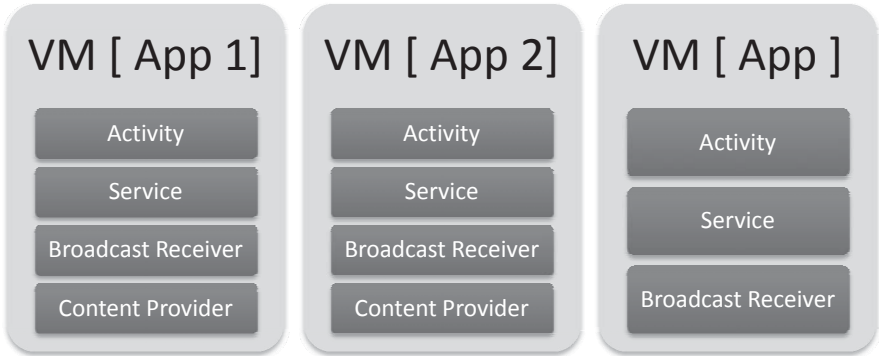 VM [ App 1]
Activity
Service
Broadcast Receiver
Content Provider
VM [ App 2]
Activity
Service
Broadcast Receiver
Content Provider
VM [ App ]
Activity
Service
Broadcast Receiver